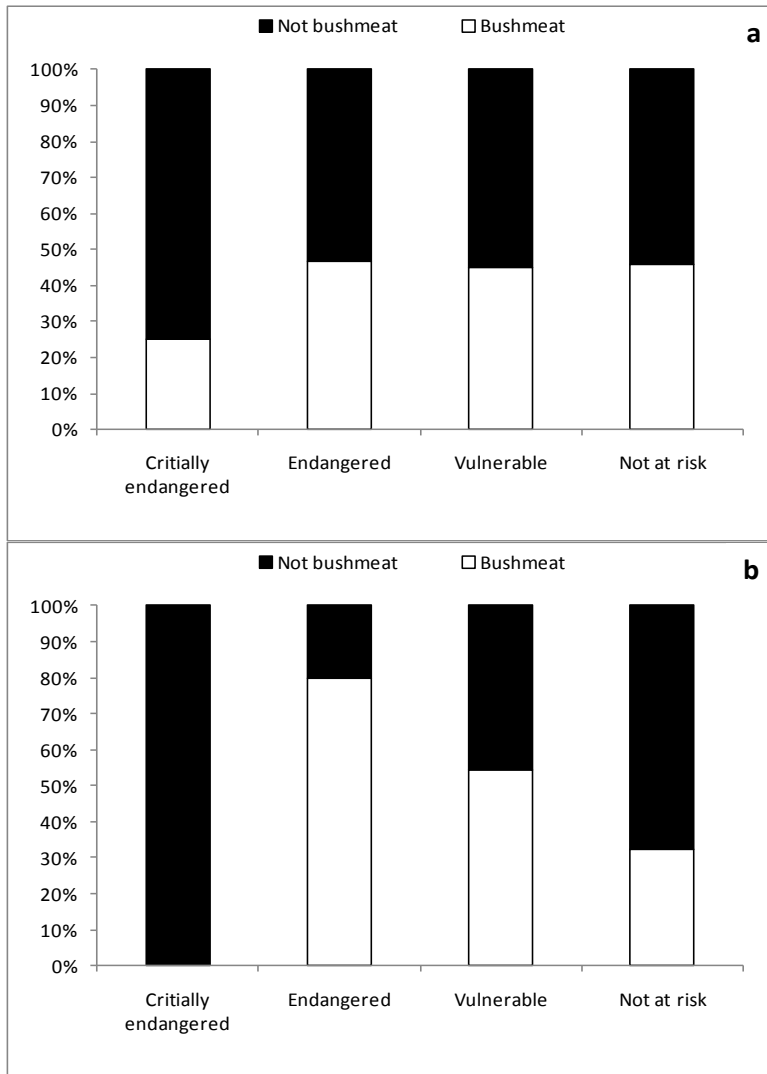 ■ Not bushmeat □ Bushmeat
a
100%
90%
80%
70%
60%
50%
40%
30%
20%
10%
0%
Critially endangered
Endangered
Vulnerable
Not at risk
■ Not bushmeat □ Bushmeat
b
100%
90%
80%
70%
60%
50%
40%
30%
20%
10%
0%
Critially endangered
Endangered
Vulnerable
Not at risk